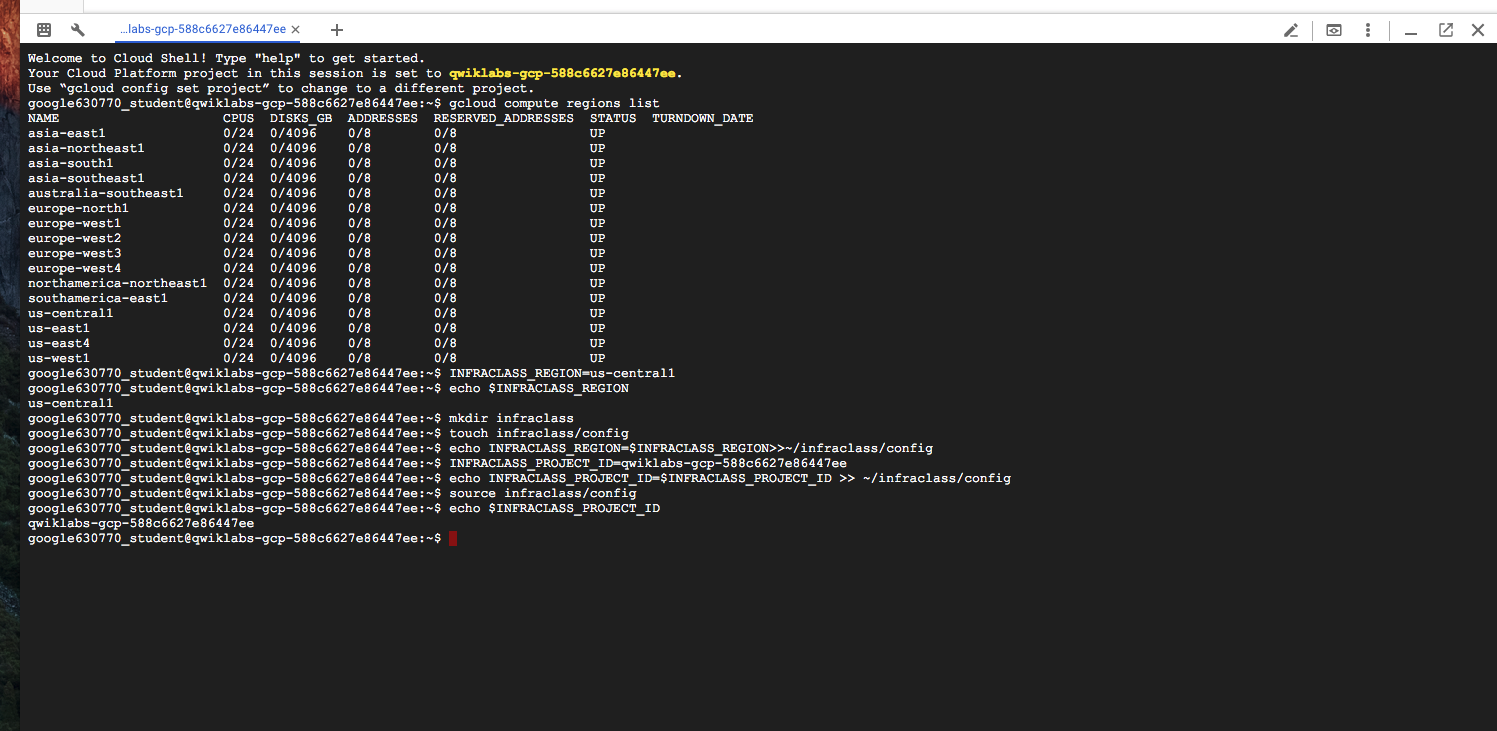 ...labs-gcp-588c6627e86447ee × +
Welcome to Cloud Shell! Type "help" to get started.
Your Cloud Platform project in this session is set to qwiklabs-gcp-588c6627e86447ee.
Use “gcloud config set project” to change to a different project.
google630770_student@qwiklabs-gcp-588c6627e86447ee:~$ gcloud compute regions list
NAME CPUS DISKS_GB ADDRESSES RESERVED_ADDRESSES STATUS TURNDOWN_DATE
asia-east1 0/24 0/4096 0/8 0/8 UP
asia-northeast1 0/24 0/4096 0/8 0/8 UP
asia-south1 0/24 0/4096 0/8 0/8 UP
asia-southeast1 0/24 0/4096 0/8 0/8 UP
australia-southeast1 0/24 0/4096 0/8 0/8 UP
europe-north1 0/24 0/4096 0/8 0/8 UP
europe-west1 0/24 0/4096 0/8 0/8 UP
europe-west2 0/24 0/4096 0/8 0/8 UP
europe-west3 0/24 0/4096 0/8 0/8 UP
europe-west4 0/24 0/4096 0/8 0/8 UP
northamerica-northeast1 0/24 0/4096 0/8 0/8 UP
southamerica-east1 0/24 0/4096 0/8 0/8 UP
us-central1 0/24 0/4096 0/8 0/8 UP
us-east1 0/24 0/4096 0/8 0/8 UP
us-east4 0/24 0/4096 0/8 0/8 UP
us-west1 0/24 0/4096 0/8 0/8 UP
google630770_student@qwiklabs-gcp-588c6627e86447ee:~$ INFRACLASS_REGION=us-central1
google630770_student@qwiklabs-gcp-588c6627e86447ee:~$ echo $INFRACLASS_REGION
us-central1
google630770_student@qwiklabs-gcp-588c6627e86447ee:~$ mkdir infraclass
google630770_student@qwiklabs-gcp-588c6627e86447ee:~$ touch infraclass/config
google630770_student@qwiklabs-gcp-588c6627e86447ee:~$ echo INFRACLASS_REGION=$INFRACLASS_REGION>>~/infraclass/config
google630770_student@qwiklabs-gcp-588c6627e86447ee:~$ INFRACLASS_PROJECT_ID=qwiklabs-gcp-588c6627e86447ee
google630770_student@qwiklabs-gcp-588c6627e86447ee:~$ echo INFRACLASS_PROJECT_ID=$INFRACLASS_PROJECT_ID >> ~/infraclass/config
google630770_student@qwiklabs-gcp-588c6627e86447ee:~$ source infraclass/config
google630770_student@qwiklabs-gcp-588c6627e86447ee:~$ echo $INFRACLASS_PROJECT_ID
qwiklabs-gcp-588c6627e86447ee
google630770_student@qwiklabs-gcp-588c6627e86447ee:~$